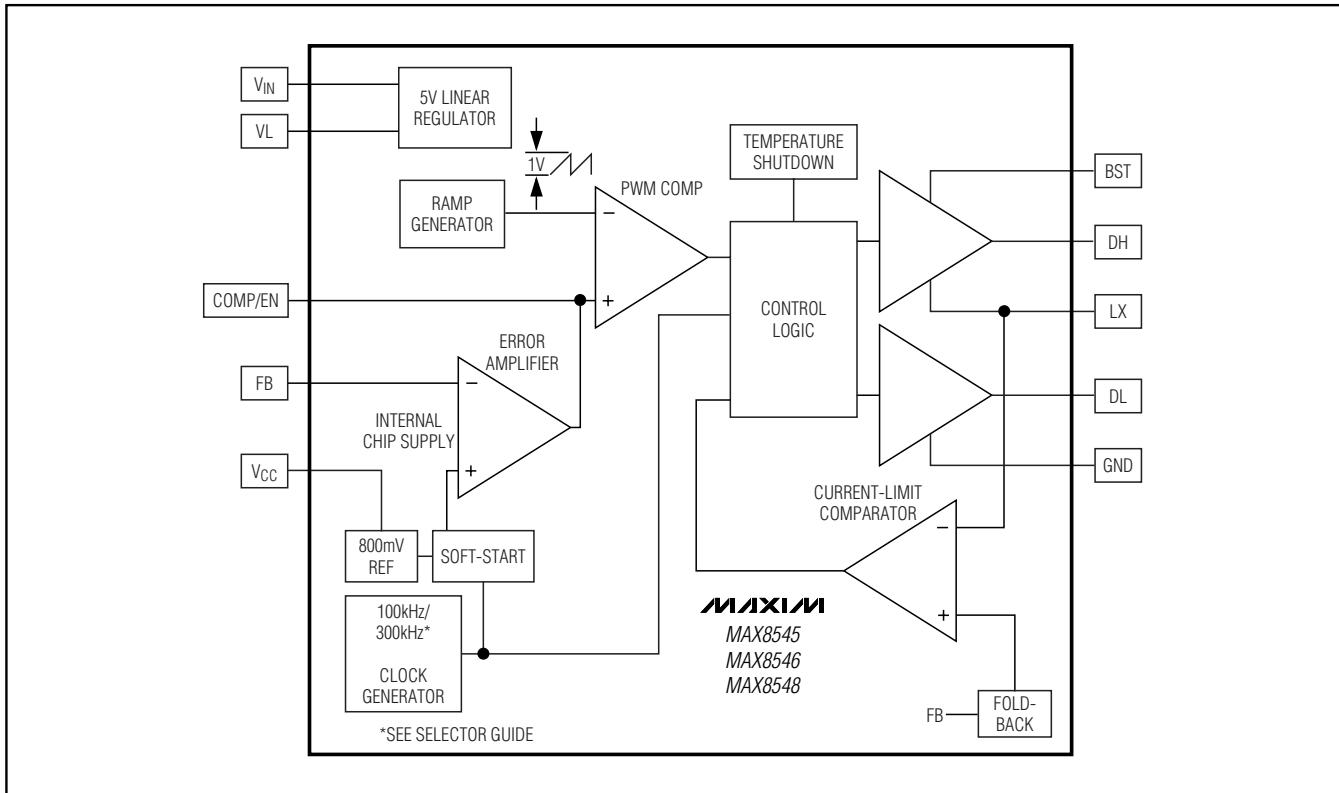 VIN
VL
5V LINEAR
REGULATOR
1V
RAMP
GENERATOR
PWM COMP
−
+
TEMPERATURE
SHUTDOWN
CONTROL
LOGIC
BST
DH
LX
DL
GND
COMP/EN
FB
VCC
ERROR
AMPLIFIER
−
+
INTERNAL
CHIP SUPPLY
800mV
REF
SOFT-START
100kHz/
300kHz*
CLOCK
GENERATOR
*SEE SELECTOR GUIDE
CURRENT-LIMIT
COMPARATOR
−
+
MAXIM
MAX8545
MAX8546
MAX8548
FB
FOLD-
BACK